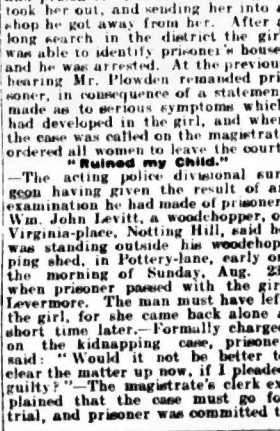 took her out, and sending her into a
shop he got away from her. After a
long search in the district the girl
was able to identify prisoner's house
and he was arrested. At the previous
hearing Mr. Plowden remanded pri-
soner, in consequence of a statement
made as to serious symptoms which
had developed in the girl, and when
the case was called on the magistrate
ordered all women to leave the court.
"Ruined my Child."
—The acting police divisional sur-
geon having given the result of an
examination he had made of prisoner,
Wm. John Levitt, a woodchopper, of
Virginia-place, Notting Hill, said he
was standing outside his woodchop-
ping shed, in Pottery-lane, early on
the morning of Sunday, Aug.
when prisoner passed with the girl
Levermore. The man must have left
the girl, for she came back alone a
short time later.—Formally charged
on the kidnapping case, prisoner
said: "Would it not be better to
clear the matter up now, if I pleaded
guilty?"—The magistrate's clerk ex-
plained that the case must go for
trial, and prisoner was committed